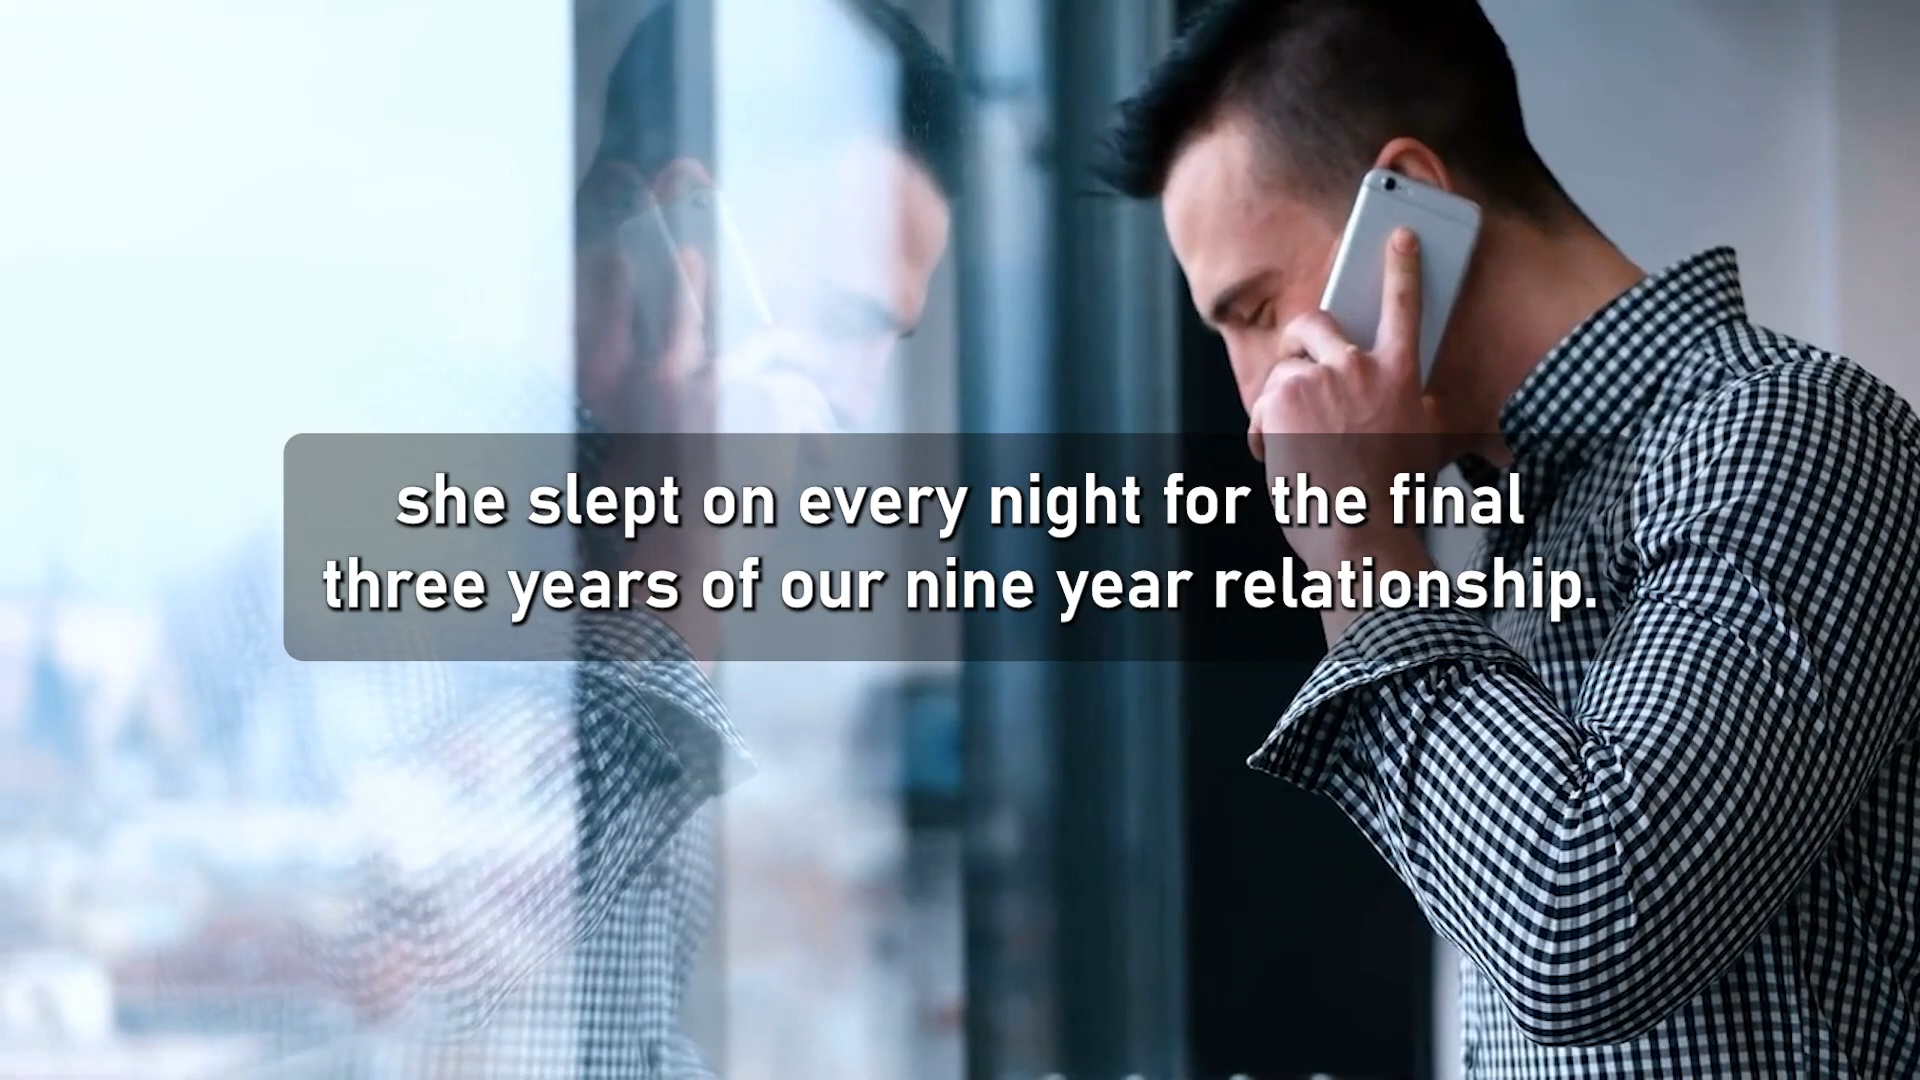 she slept on every night for the final
three years of our nine year relationship.